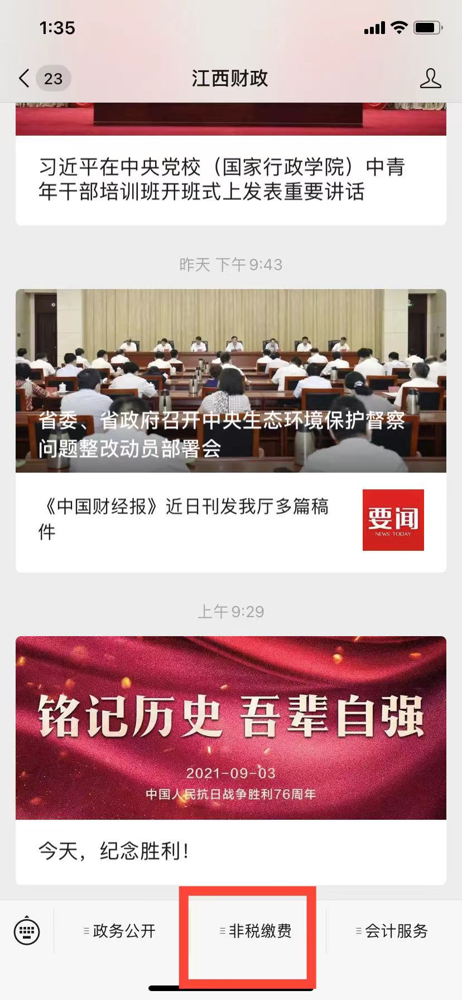 1:35
23
江西财政
习近平在中央党校（国家行政学院）中青
年干部培训班开班式上发表重要讲话
昨天 下午9:43
省委、省政府召开中央生态环境保护督察
问题整改动员部署会
《中国财经报》近日刊发我厅多篇稿
件
要闻
NEWS·TODAY
上午9:29
铭记历史 吾辈自强
2021-09-03
中国人民抗日战争胜利76周年
今天，纪念胜利！
政务公开
非税缴费
会计服务